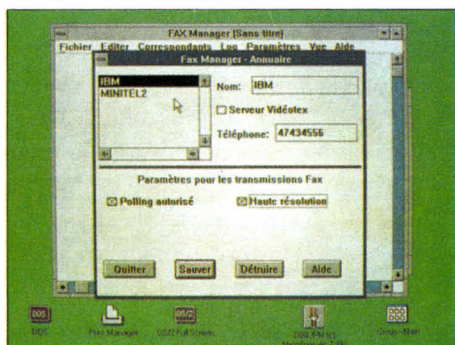 FAX Manager (Sans titre)
Fichier Editer Correspondants Log Paramètres Vue Aide
Fax Manager - Annuaire
IBM
MINITEL2
Nom: IBM
Serveur Vidéotex
Téléphone: 47434556
Paramètres pour les transmissions Fax
Polling autorisé
Haute résolution
Quitter Sauver Détruire Aide
DOS
OS/2
DOS
Print Manager
OS/2 Full Screen
Group - Main